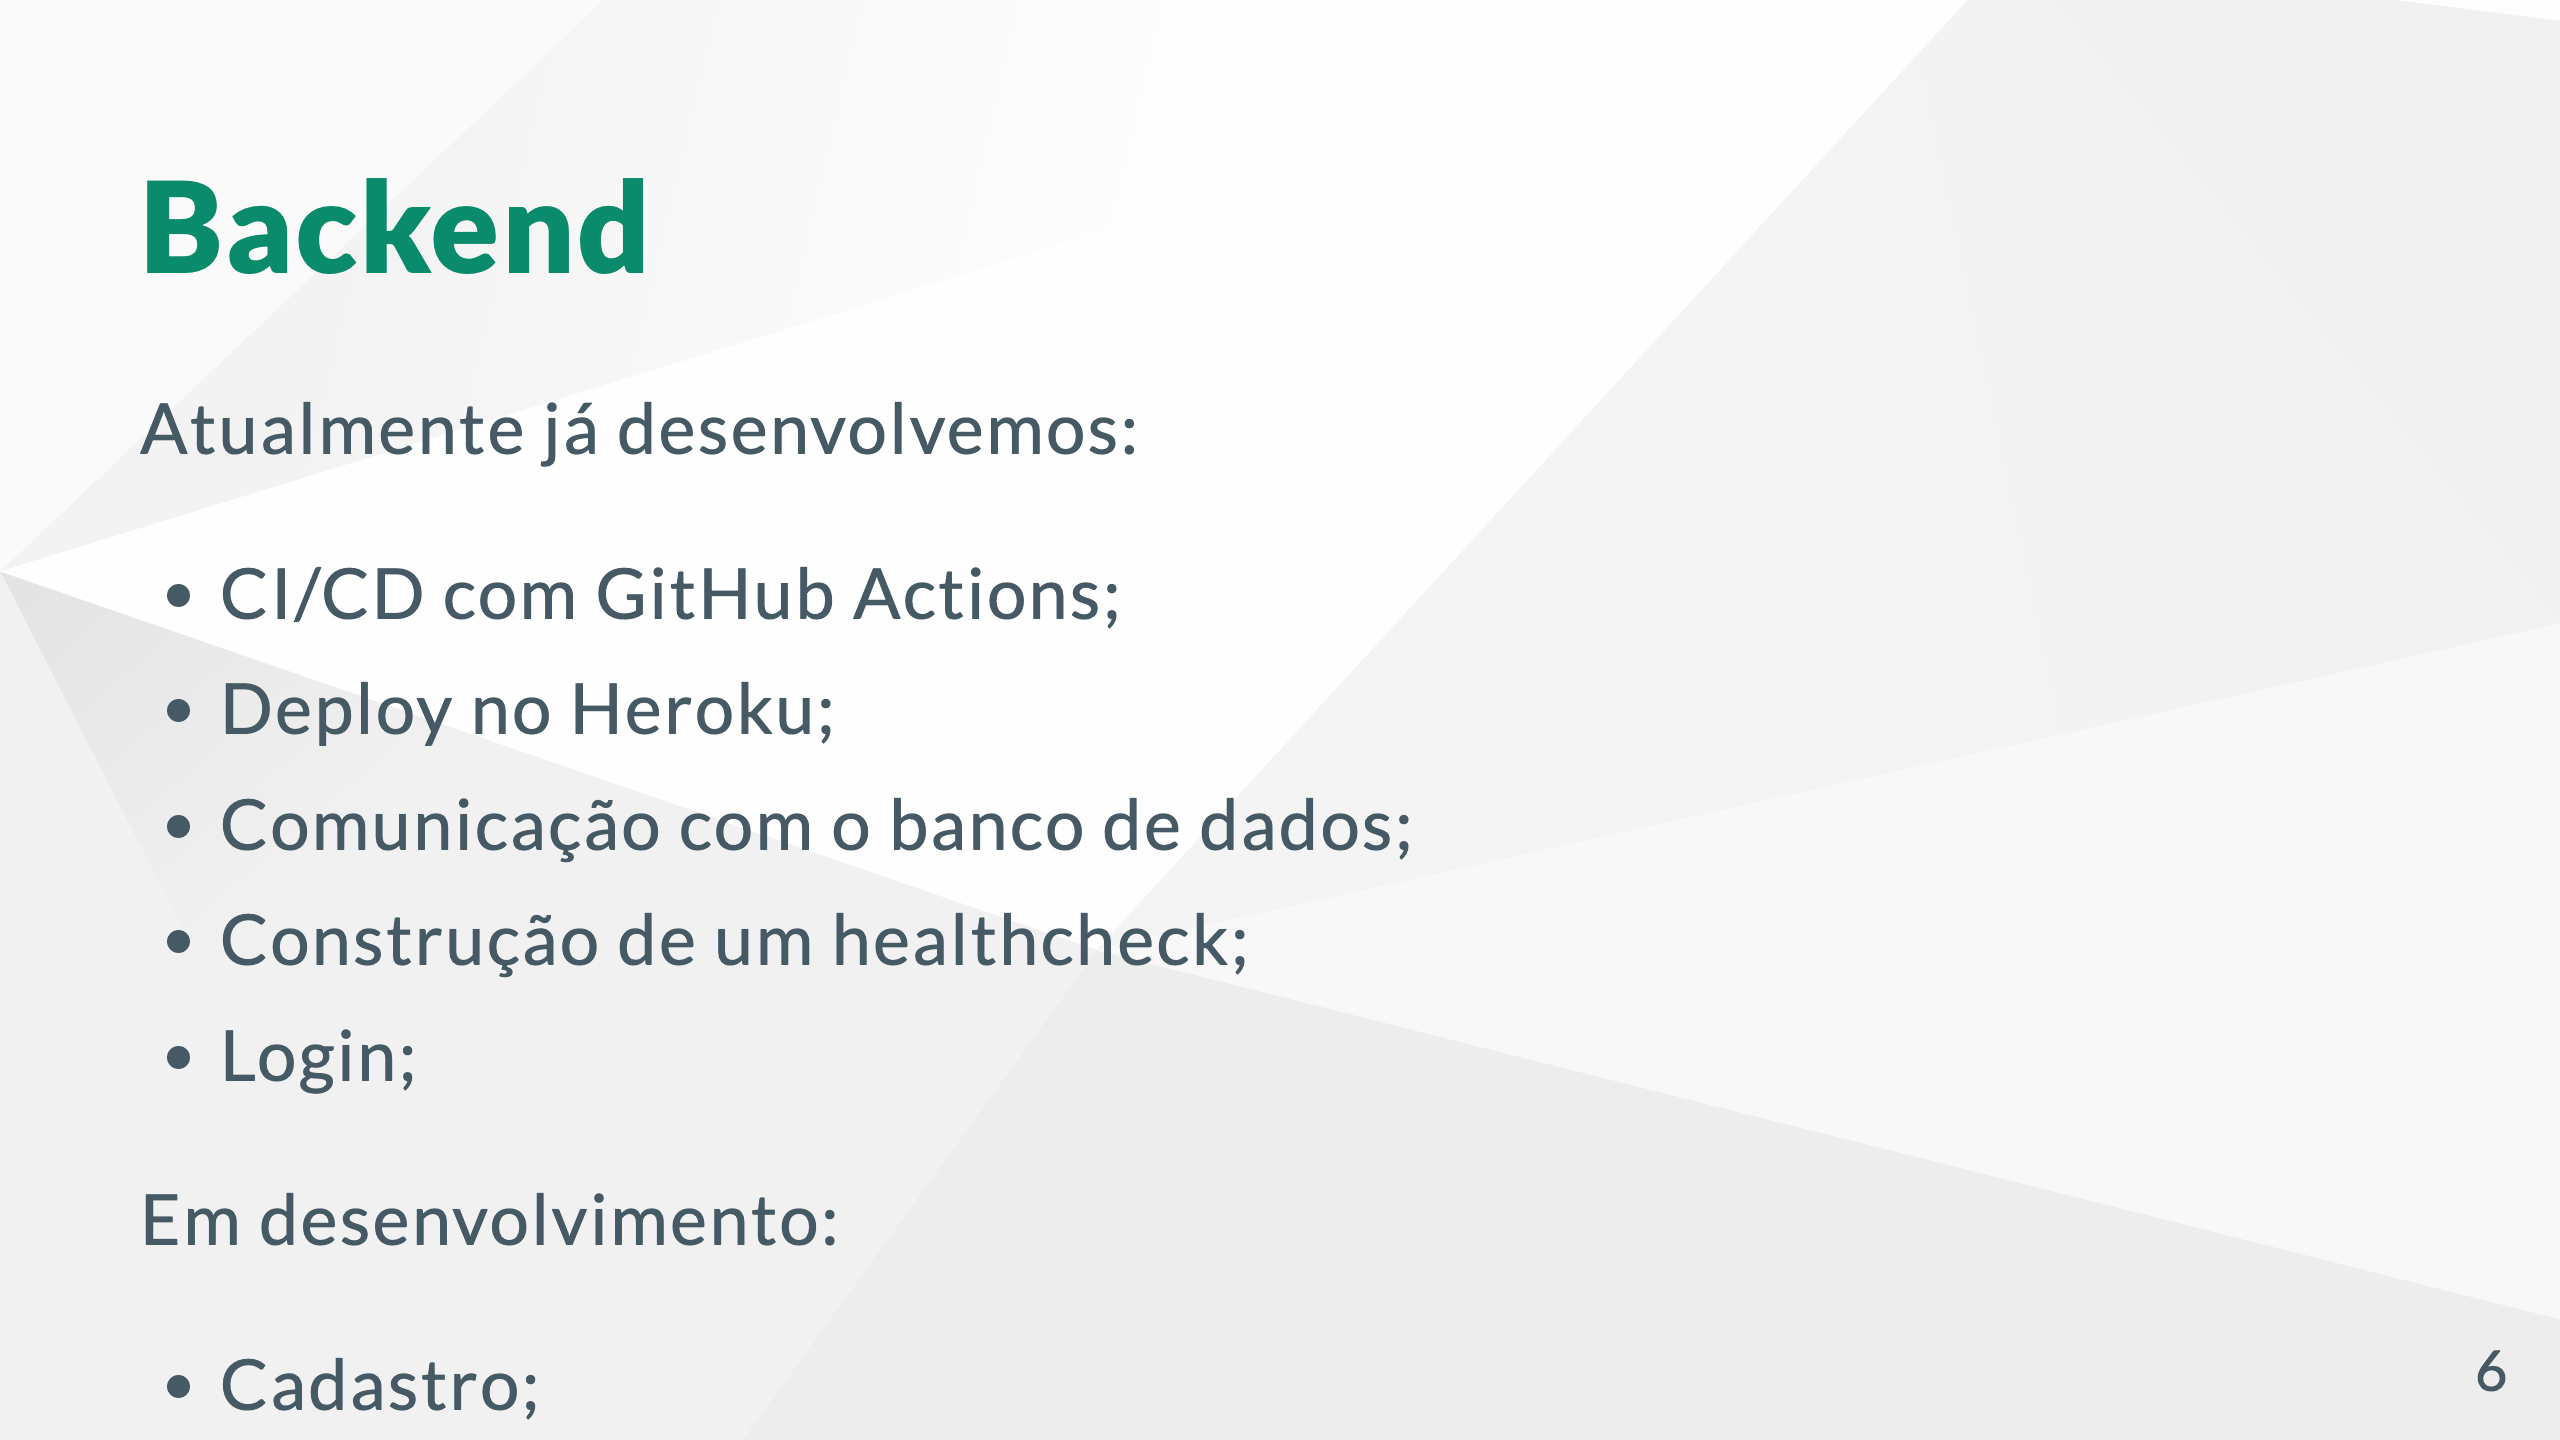 Backend
Atualmente já desenvolvemos:
• CI/CD com GitHub Actions;
• Deploy no Heroku;
• Comunicação com o banco de dados;
• Construção de um healthcheck;
• Login;
Em desenvolvimento:
• Cadastro;
6